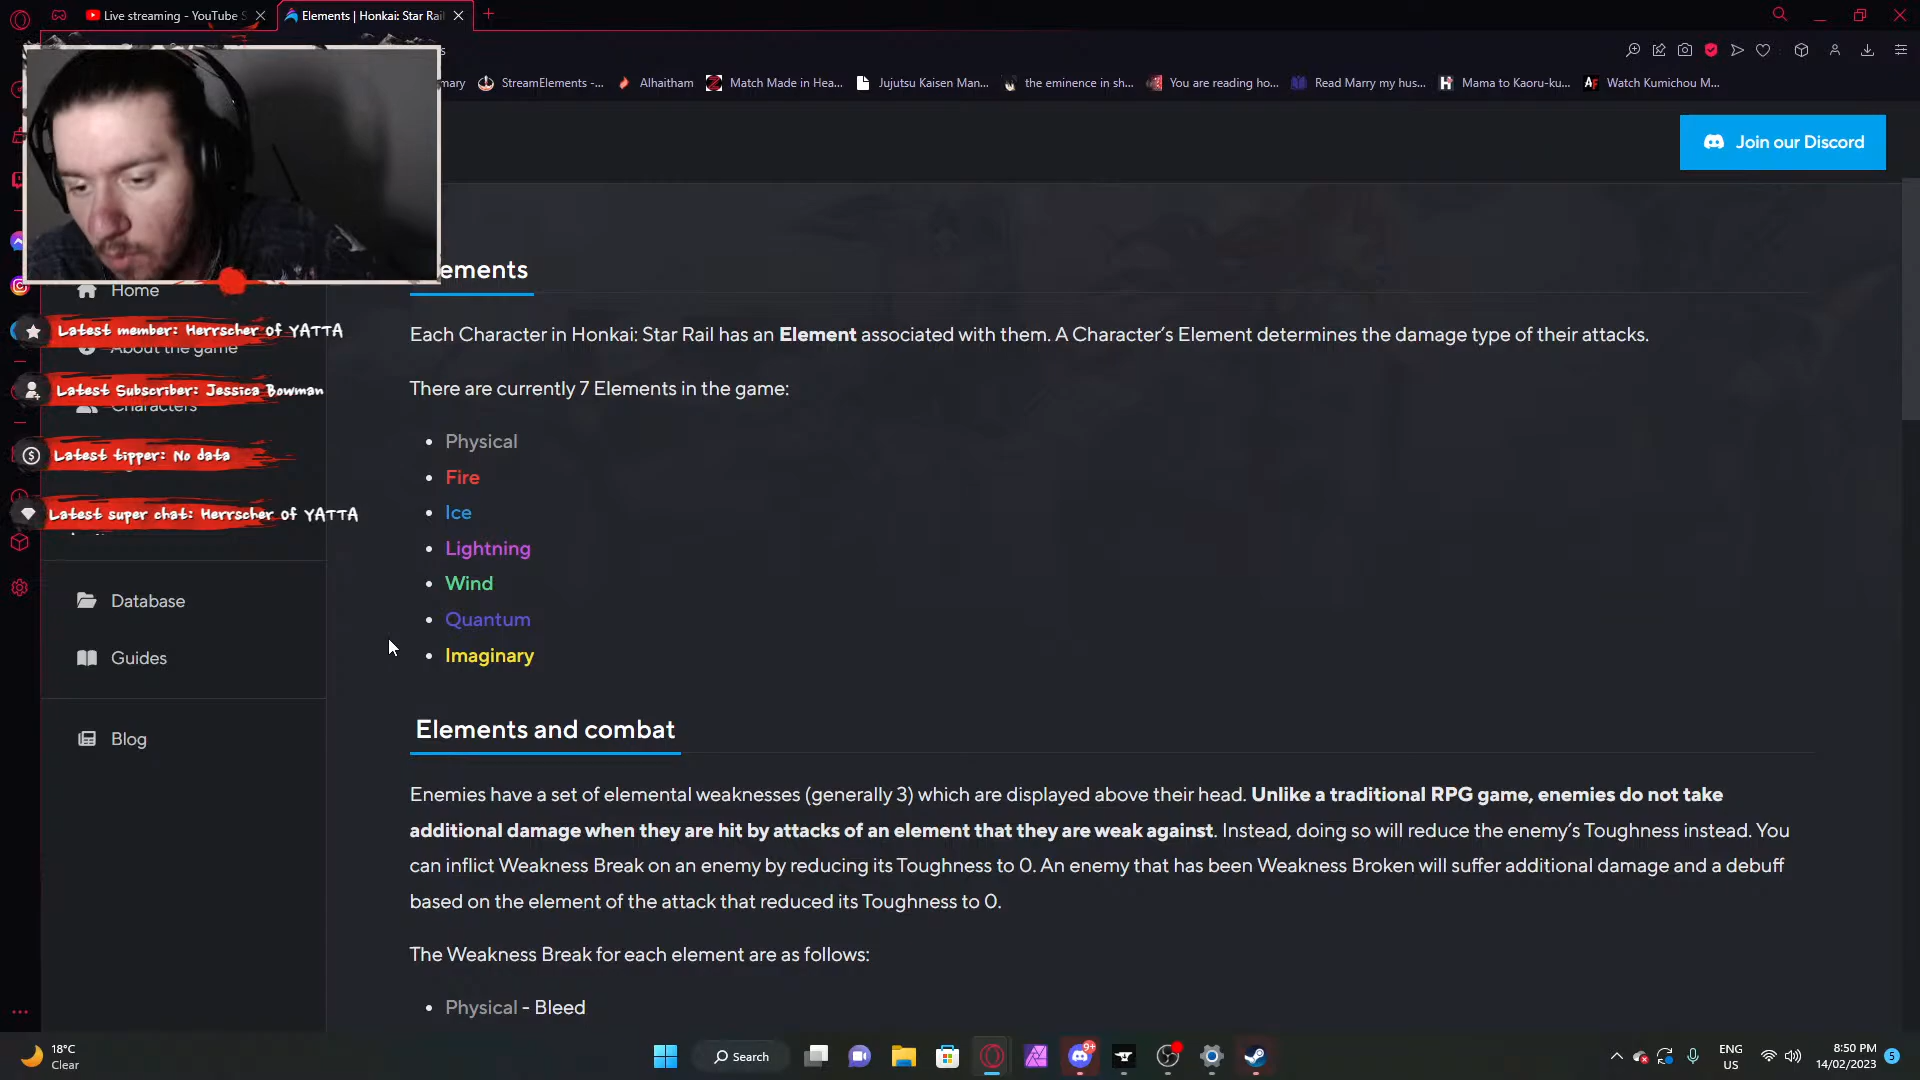 Live streaming - YouTube S
Elements | Honkai: Star Rail
mary
StreamElements -...
Alhaitham
Match Made in Hea...
Jujutsu Kaisen Man...
the eminence in sh...
You are reading ho...
Read Marry my hus...
Mama to Kaoru-ku...
Watch Kumichou M...
Join our Discord
ements
Home
Latest member: Herrscher of YATTA
About the game
Latest Subscriber: Jessica Bowman
Characters
Latest tipper: No data
Latest super chat: Herrscher of YATTA
Database
Guides
Blog
Each Character in Honkai: Star Rail has an Element associated with them. A Character's Element determines the damage type of their attacks.
There are currently 7 Elements in the game:
• Physical
• Fire
• Ice
• Lightning
• Wind
• Quantum
• Imaginary
Elements and combat
Enemies have a set of elemental weaknesses (generally 3) which are displayed above their head. Unlike a traditional RPG game, enemies do not take
additional damage when they are hit by attacks of an element that they are weak against. Instead, doing so will reduce the enemy's Toughness instead. You
can inflict Weakness Break on an enemy by reducing its Toughness to 0. An enemy that has been Weakness Broken will suffer additional damage and a debuff
based on the element of the attack that reduced its Toughness to 0.
The Weakness Break for each element are as follows:
• Physical - Bleed
18°C
Clear
Search
9+
ENG
US
8:50 PM
14/02/2023
5